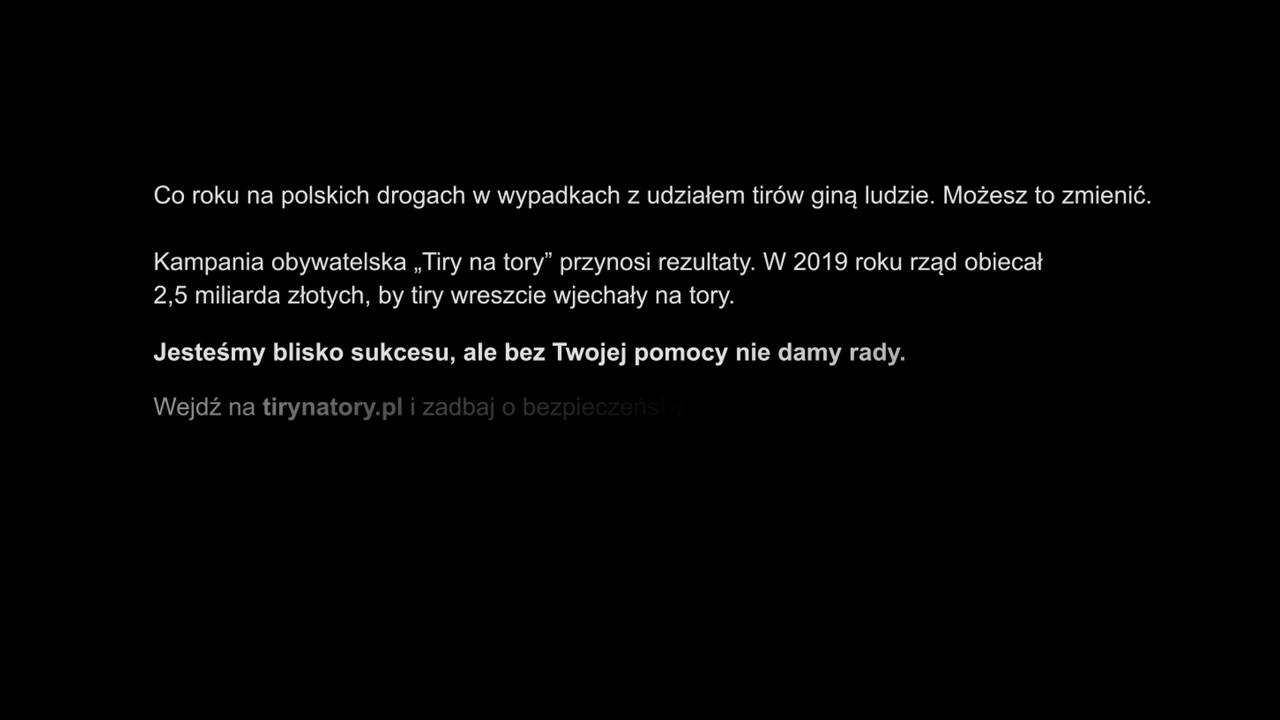 Co roku na polskich drogach w wypadkach z udziałem tirów giną ludzie. Możesz to zmienić.
Kampania obywatelska „Tiry na tory” przynosi rezultaty. W 2019 roku rząd obiecał
2,5 miliarda złotych, by tiry wreszcie wjechały na tory.
Jesteśmy blisko sukcesu, ale bez Twojej pomocy nie damy rady.
Wejdź na tirynatory.pl i zadbaj o